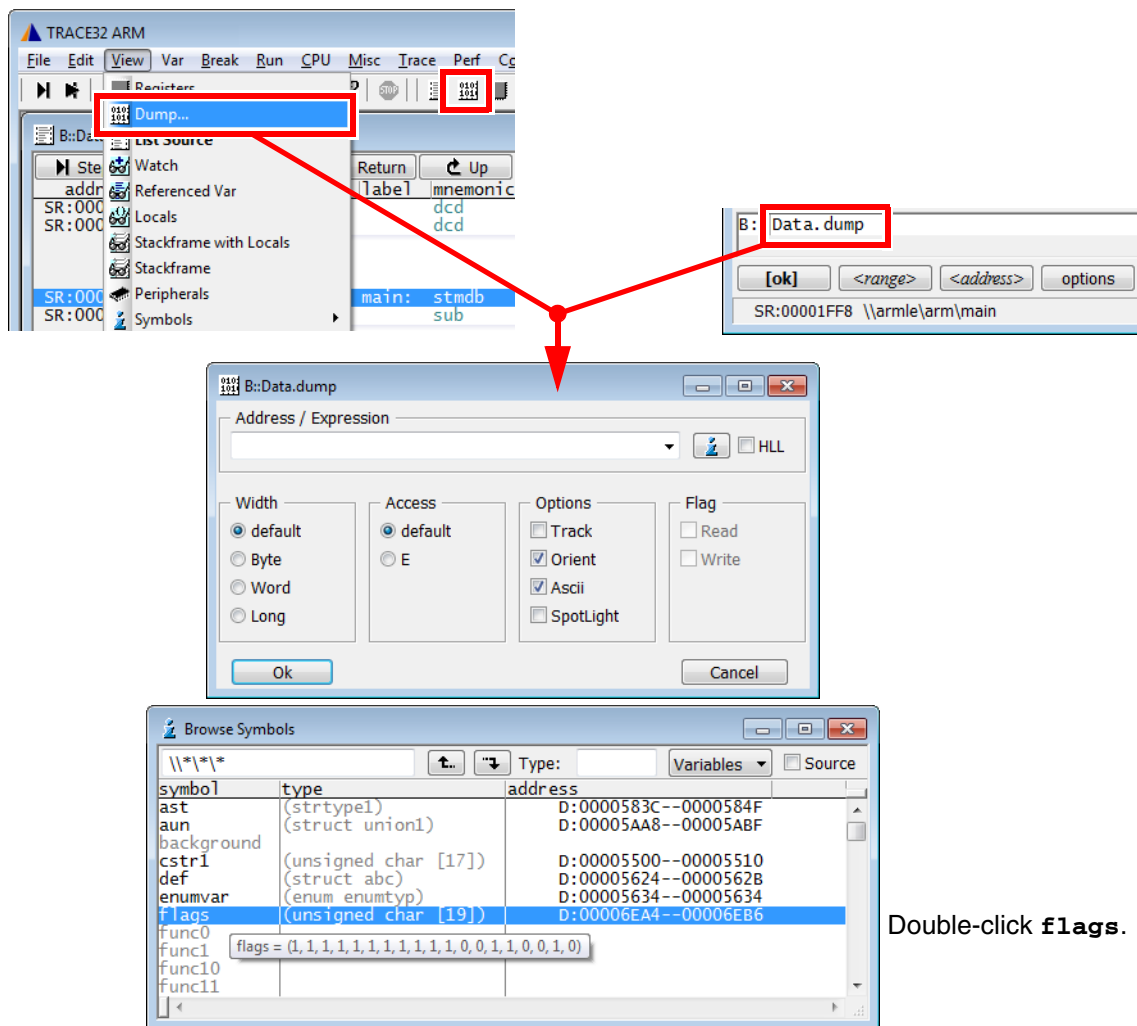 TRACE32 ARM
File Edit View Var Break Run CPU Misc Trace Perf
Registers
Dump...
List Source
Watch
Referenced Var
Locals
Stackframe with Locals
Stackframe
Peripherals
Symbols
Return Up
label mnemonic
SR:000 dcd
SR:000 dcd
SR:000 main: stmdb
SR:000 sub
B: Data.dump
[ok] <range> <address> options
SR:00001FF8 \\armle\arm\main
B::Data.dump
Address / Expression
HLL
Width Access Options Flag
default default Track Read
Byte E Orient Write
Word Ascii
Long SpotLight
Ok Cancel
Browse Symbols
\\*\*\* Type: Variables Source
symbol type address
ast (strtype1) D:0000583C--0000584F
aun (struct union1) D:00005AA8--00005ABF
background
cstr1 (unsigned char [17]) D:00005500--00005510
def (struct abc) D:00005624--0000562B
enumvar (enum enumtyp) D:00005634--00005634
flags (unsigned char [19]) D:00006EA4--00006EB6
func0
func1
flags = (1, 1, 1, 1, 1, 1, 1, 1, 1, 1, 1, 0, 0, 1, 1, 0, 0, 1, 0)
func10
func11
Double-click flags.